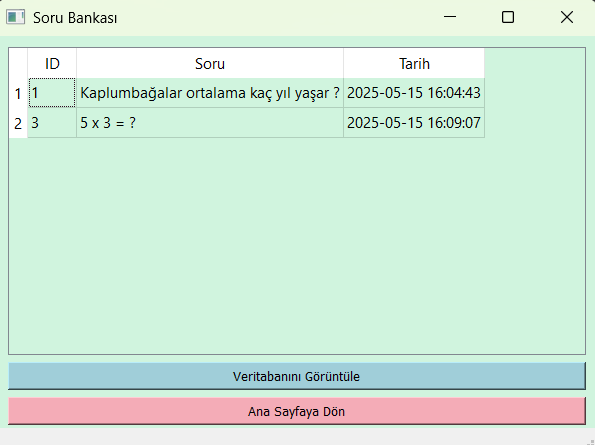 Soru Bankası
ID Soru Tarih
1 1 Kaplumbağalar ortalama kaç yıl yaşar ? 2025-05-15 16:04:43
2 3 5 x 3 = ? 2025-05-15 16:09:07
Veritabanını Görüntüle
Ana Sayfaya Dön